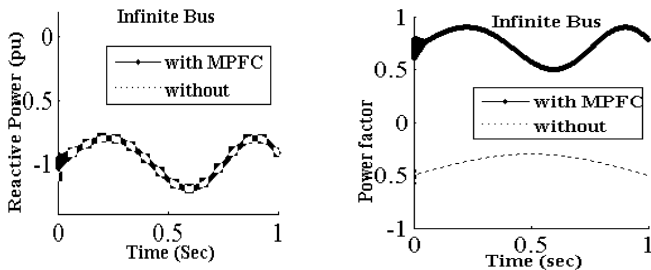 Infinite Bus
0
-0.5
-1
Reactive Power (pu)
with MPFC
without
0
0.5
1
Time (Sec)
1
0.5
0
-0.5
-1
Power factor
Infinite Bus
with MPFC
without
0
0.5
1
Time (sec)